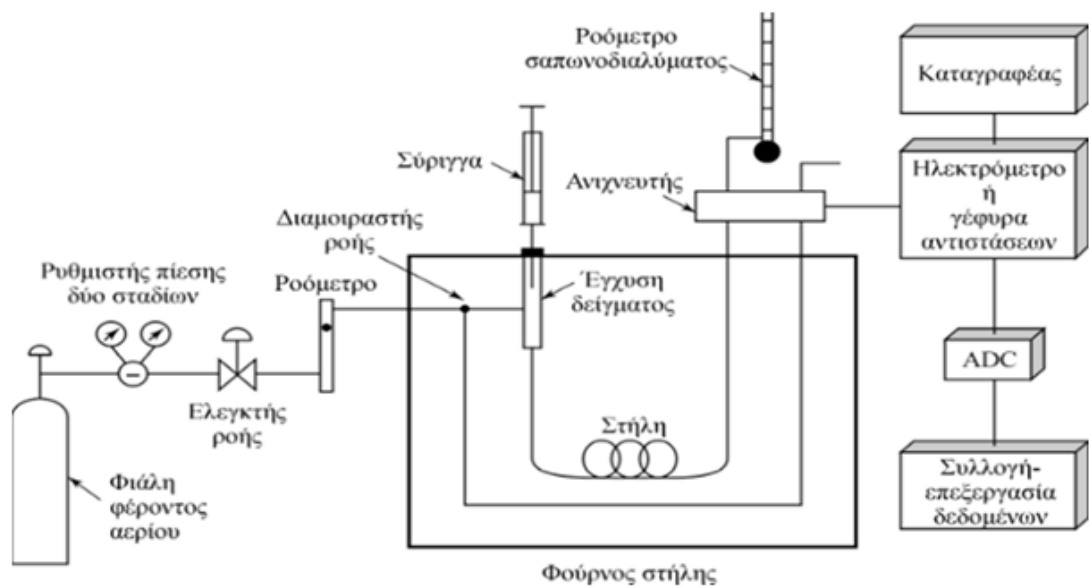 Ροόμετρο
σαπωνοδιαλύματος
Καταγραφέας
Σύριγγα
Ανιχνευτής
Ηλεκτρόμετρο
ή
γέφυρα
αντιστάσεων
Διαμοιραστής
ροής
Ρυθμιστής πίεσης
δύο σταδίων
Ροόμετρο
Έγχυση
δείγματος
ADC
Ελεγκτής
ροής
Στήλη
Φιάλη
φέροντος
αερίου
Συλλογή-
επεξεργασία
δεδομένων
Φούρνος στήλης